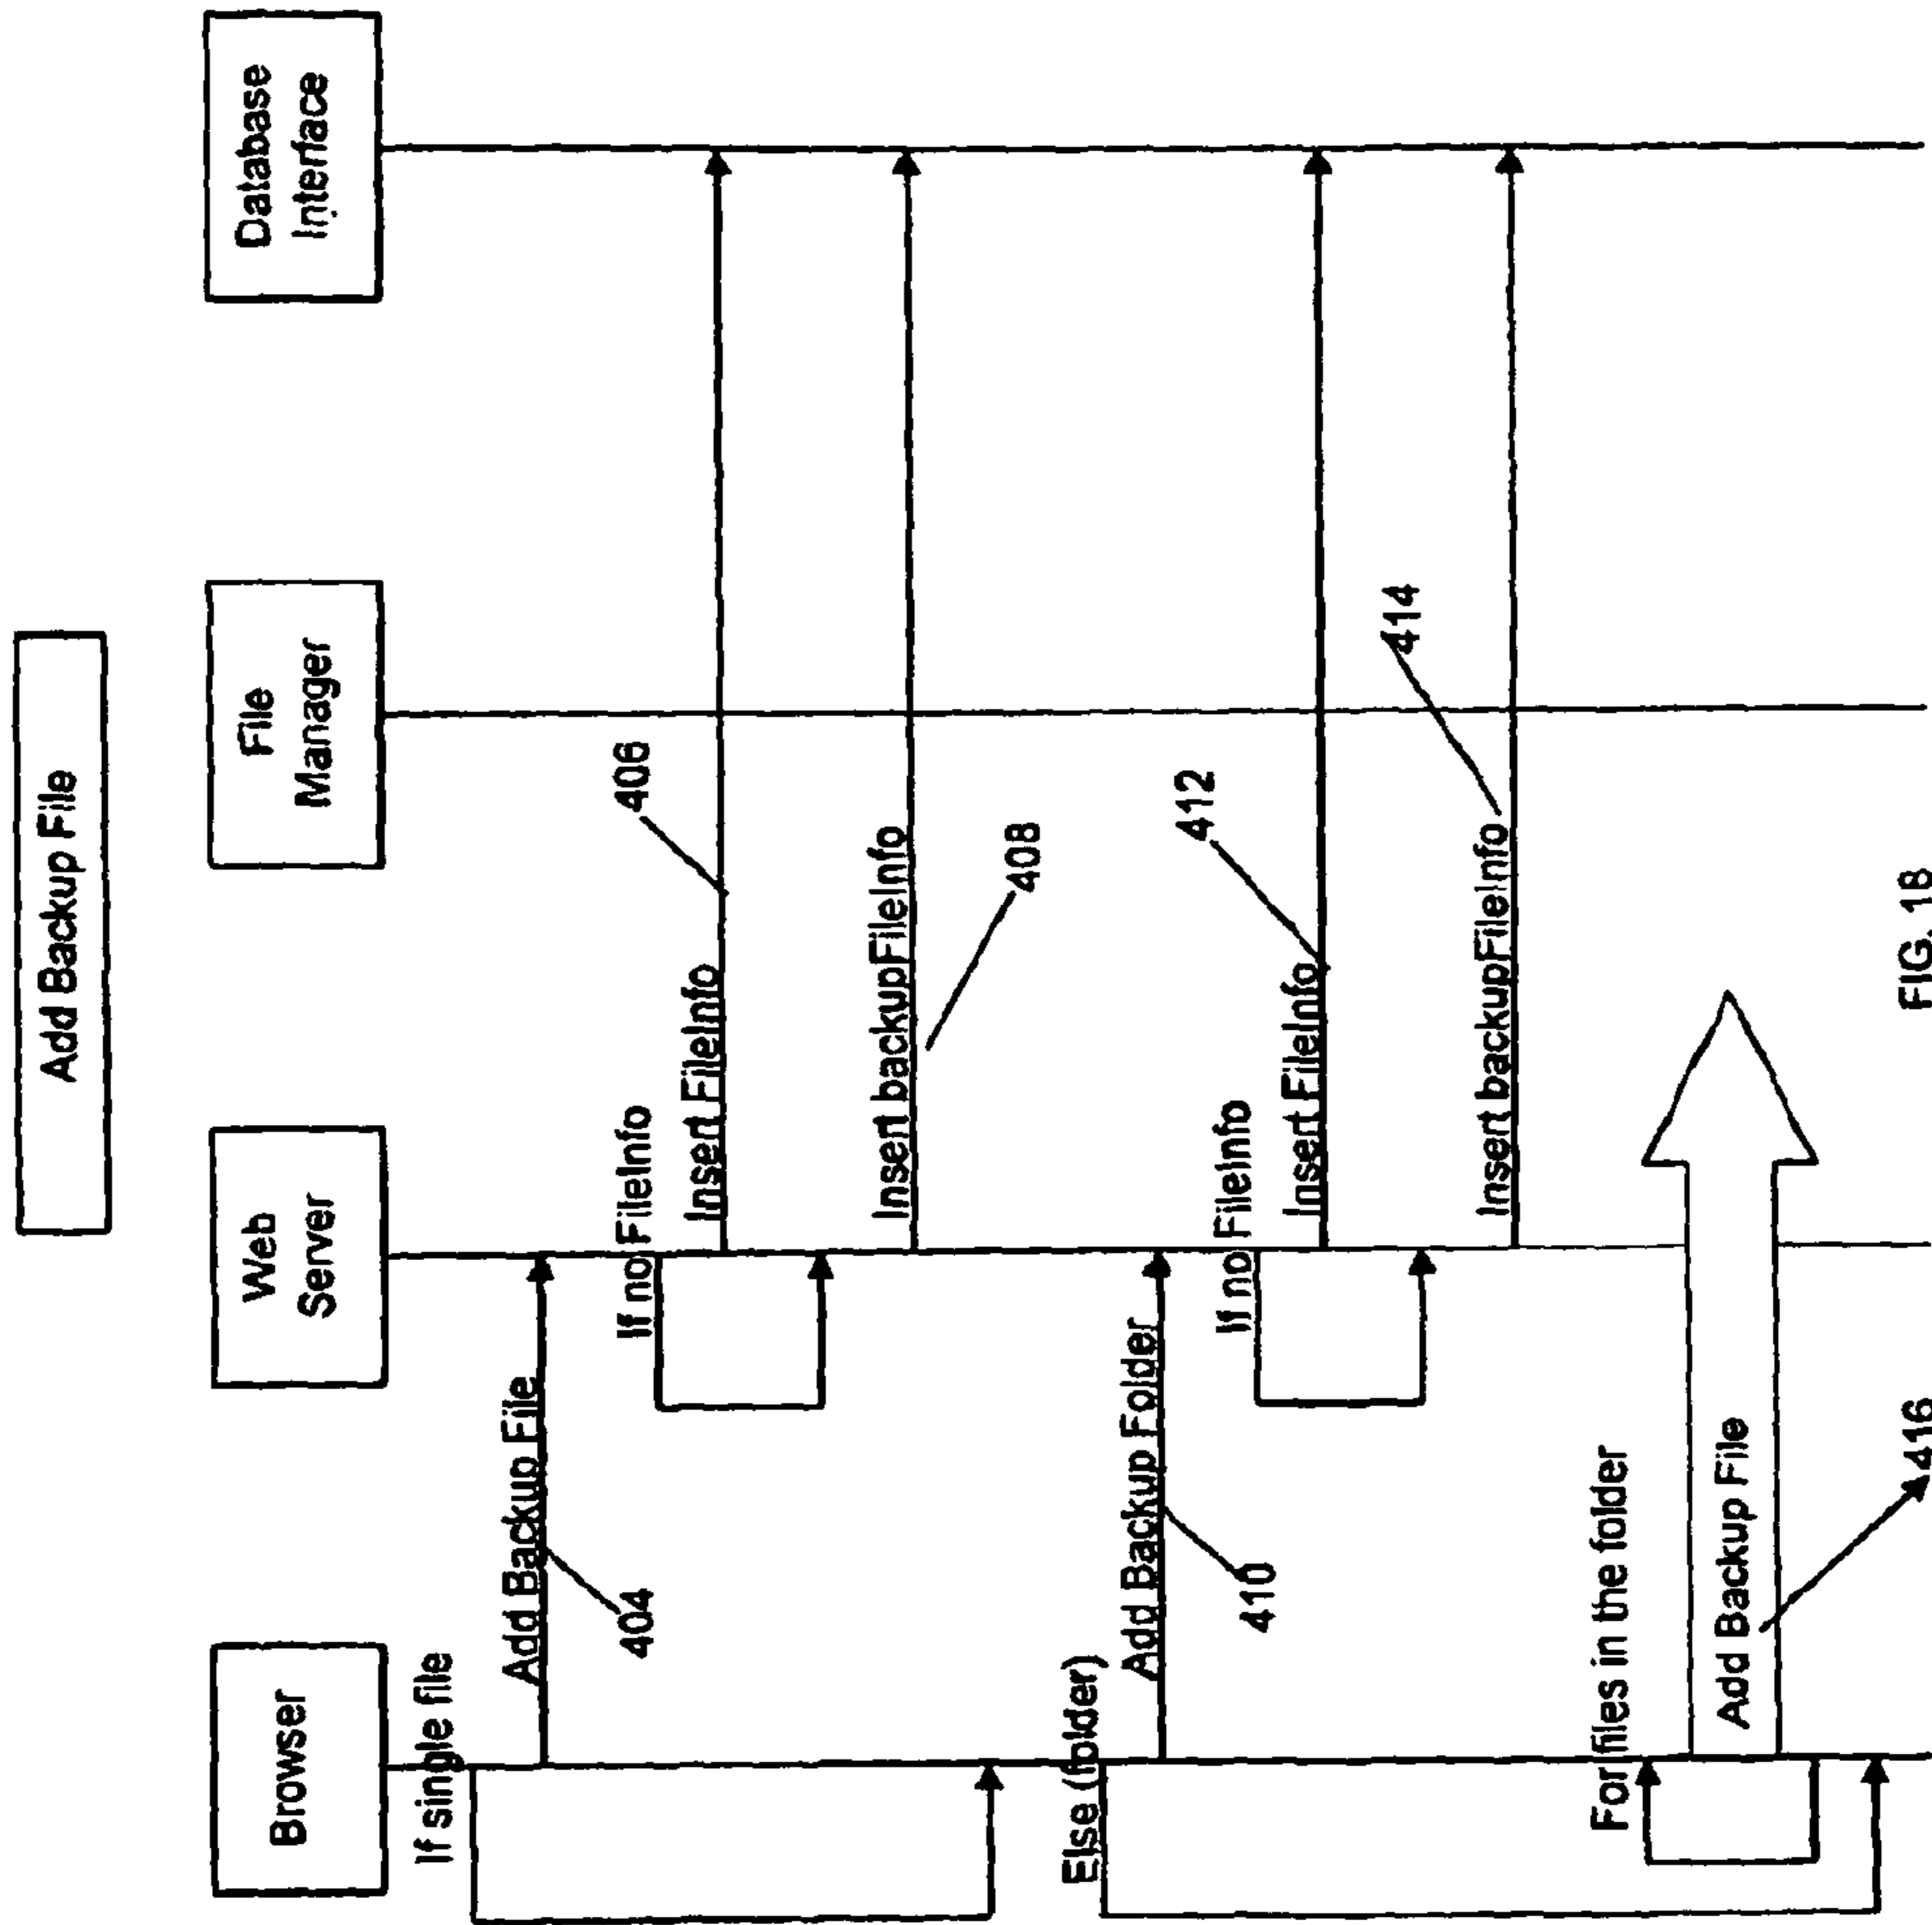 Add Backup File
Browser
Web
Server
File
Manager
Database
Interface
If single file
Add Backup File
404
If no FileInfo
406
Insert FileInfo
Insert backupFileInfo
408
Else (folder)
Add Backup Folder
410
If no FileInfo
412
Insert FileInfo
414
Insert backupFileInfo
For files in the folder
Add Backup File
416
FIG. 18